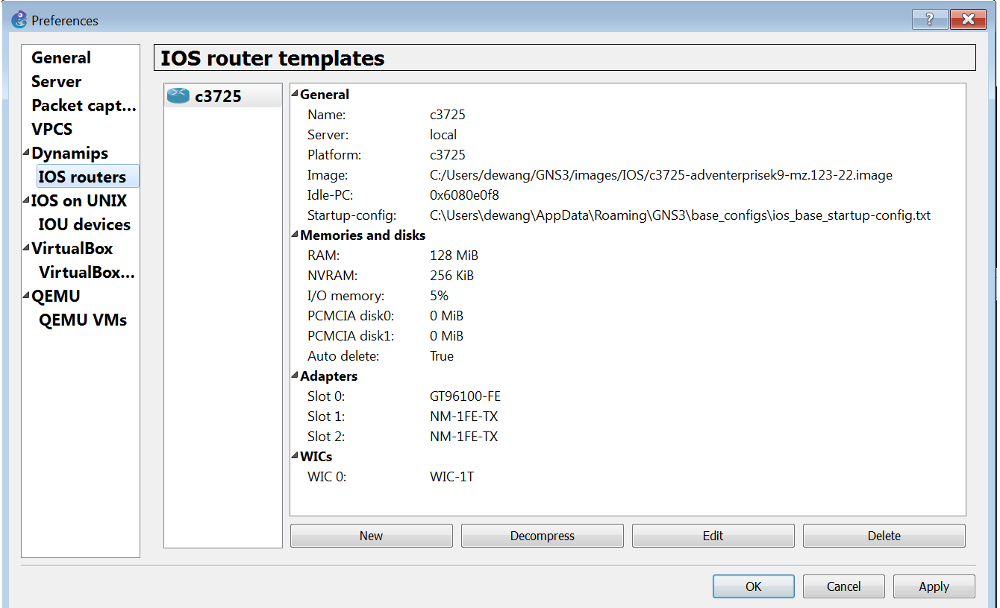 Preferences
?
General
Server
Packet capt...
VPCS
Dynamips
IOS routers
IOS on UNIX
IOU devices
VirtualBox
VirtualBox...
QEMU
QEMU VMs
IOS router templates
c3725
General
Name: c3725
Server: local
Platform: c3725
Image: C:/Users/dewang/GNS3/images/IOS/c3725-adventerprisek9-mz.123-22.image
Idle-PC: 0x6080e0f8
Startup-config: C:\Users\dewang\AppData\Roaming\GNS3\base_configs\ios_base_startup-config.txt
Memories and disks
RAM: 128 MiB
NVRAM: 256 KiB
I/O memory: 5%
PCMCIA disk0: 0 MiB
PCMCIA disk1: 0 MiB
Auto delete: True
Adapters
Slot 0: GT96100-FE
Slot 1: NM-1FE-TX
Slot 2: NM-1FE-TX
WICs
WIC 0: WIC-1T
New Decompress Edit Delete
OK Cancel Apply